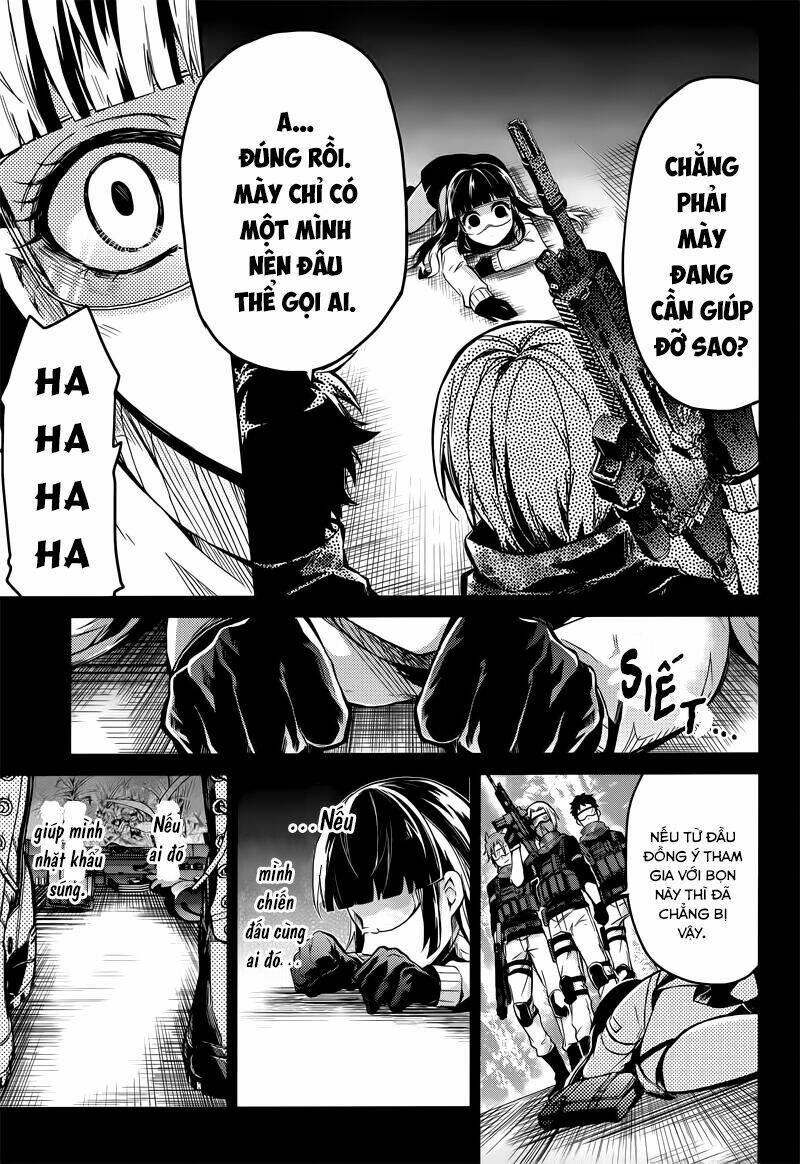 CHẲNG
PHẢI
MÀY
ĐANG
CẦN GIÚP
ĐỠ SAO?
A...
ĐÚNG RỒI.
MÀY CHỈ CÓ
MỘT MÌNH
NÊN ĐÂU
THỂ GỌI AI.
HA
HA
HA
HA
SIẾT....
NẾU TỪ ĐẦU
ĐỒNG Ý THAM
GIA VỚI BỌN
NÀY THÌ ĐÃ
CHẲNG BỊ
VẬY.
...Nếu
mình
chiến
đấu cùng
ai đó...
Nếu
ai đó
giúp mình
nhặt khẩu
súng.